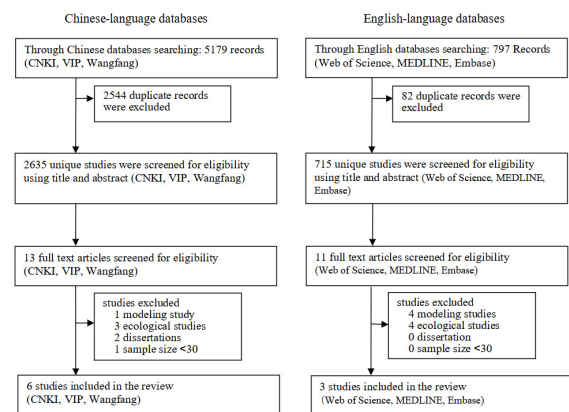 Chinese-language databases
Through Chinese databases searching: 5179 records
(CNKI, VIP, Wangfang)
2544 duplicate records
were excluded
2635 unique studies were screened for eligibility
using title and abstract (CNKI, VIP, Wangfang)
13 full text articles screened for eligibility
(CNKI, VIP, Wangfang)
studies excluded
1 modeling study
3 ecological studies
2 dissertations
1 sample size <30
6 studies included in the review
(CNKI, VIP, Wangfang)
English-language databases
Through English databases searching: 797 Records
(Web of Science, MEDLINE, Embase)
82 duplicate records were
excluded
715 unique studies were screened for eligibility
using title and abstract (Web of Science, MEDLINE,
Embase)
11 full text articles screened for eligibility
(Web of Science, MEDLINE, Embase)
studies excluded
4 modeling studies
4 ecological studies
0 dissertation
0 sample size <30
3 studies included in the review
(Web of Science, MEDLINE, Embase)